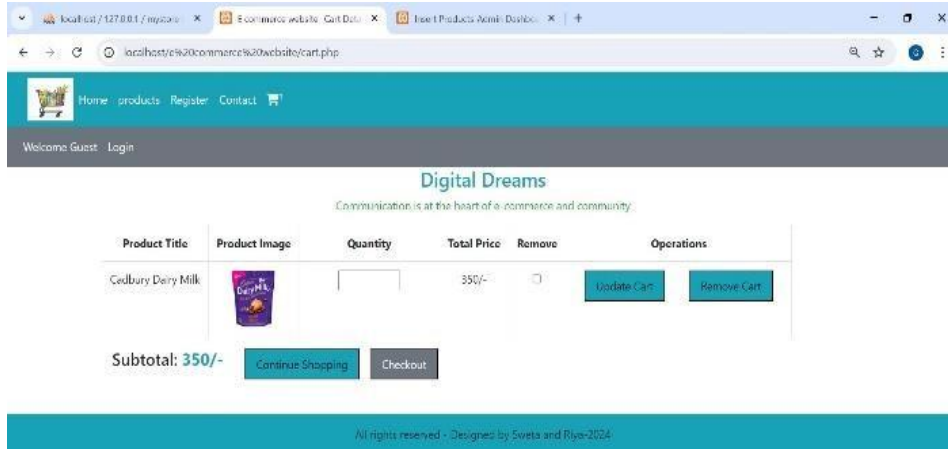 localhost / 127.0.0.1 / mystore
E commerce website Cart Deta
Insert Products Admin Dashboa
localhost/e%20commerce%20website/cart.php
G
Home products Register Contact 1
Welcome Guest Login
Digital Dreams
Communication is at the heart of e-commerce and community
Product Title Product Image Quantity Total Price Remove Operations
Cadbury Dairy Milk 350/- Update Cart Remove Cart
Dairy Milk
Subtotal: 350/- Continue Shopping Checkout
All rights reserved - Designed by Sweta and Riya-2024